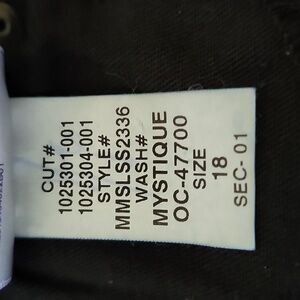 CUT#
1025301-001
1025304-001
STYLE#
MMSLSS2336
WASH#
MYSTIQUE
OC-47700
SIZE
18
SEC- 01